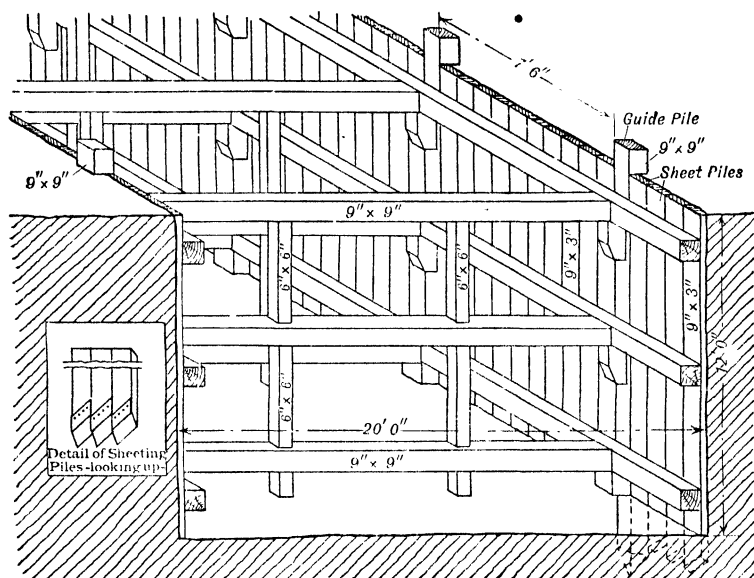 7'6"
Guide Pile
9" × 9"
Sheet Piles
9" × 9"
9" × 9"
6" × 6"
6" × 6"
9" × 3"
9" × 3"
12'0"
6" × 6"
20'0"
9" × 9"
Detail of Sheeting
Piles -looking up-